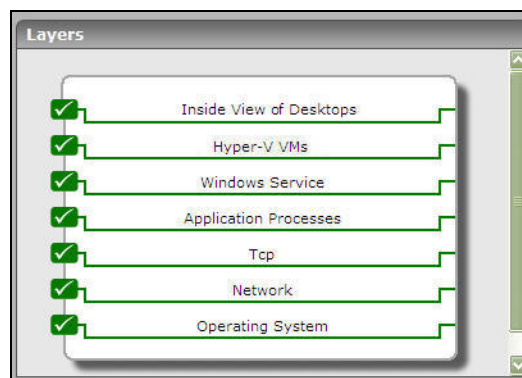 Layers
Inside View of Desktops
Hyper-V VMs
Windows Service
Application Processes
Tcp
Network
Operating System